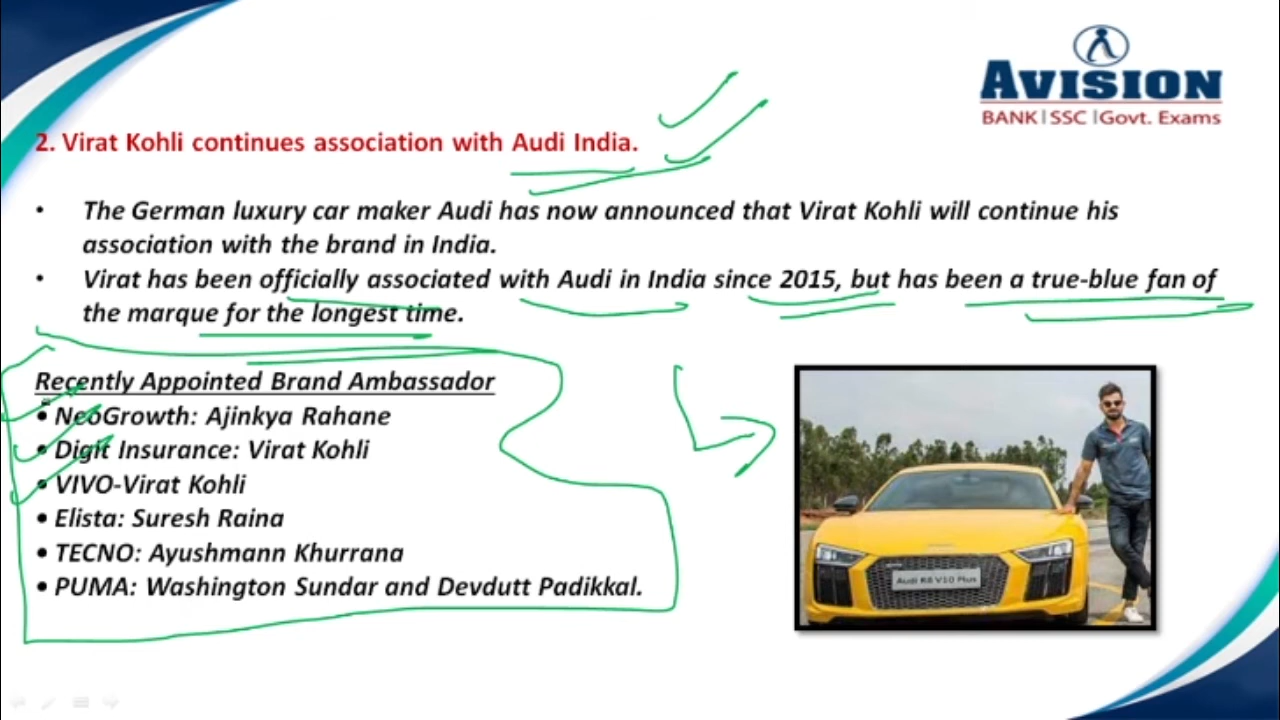 AVISION
BANK | SSC | Govt. Exams
2. Virat Kohli continues association with Audi India.
• The German luxury car maker Audi has now announced that Virat Kohli will continue his
association with the brand in India.
• Virat has been officially associated with Audi in India since 2015, but has been a true-blue fan of
the marque for the longest time.
Recently Appointed Brand Ambassador
• NeoGrowth: Ajinkya Rahane
• Digit Insurance: Virat Kohli
• VIVO-Virat Kohli
• Elista: Suresh Raina
• TECNO: Ayushmann Khurrana
• PUMA: Washington Sundar and Devdutt Padikkal.
Audi R8 V10 Plus